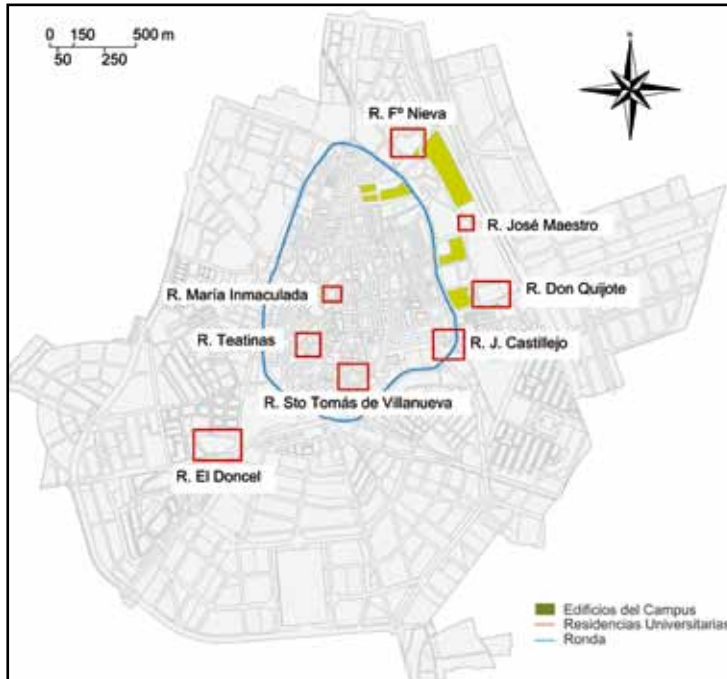 0 150 500 m
50 250
N
R. Fº Nieva
R. José Maestro
R. María Inmaculada
R. Don Quijote
R. Teatinas
R. J. Castillejo
R. Sto Tomás de Villanueva
R. El Doncel
Edificios del Campus
Residencias Universitarias
Ronda